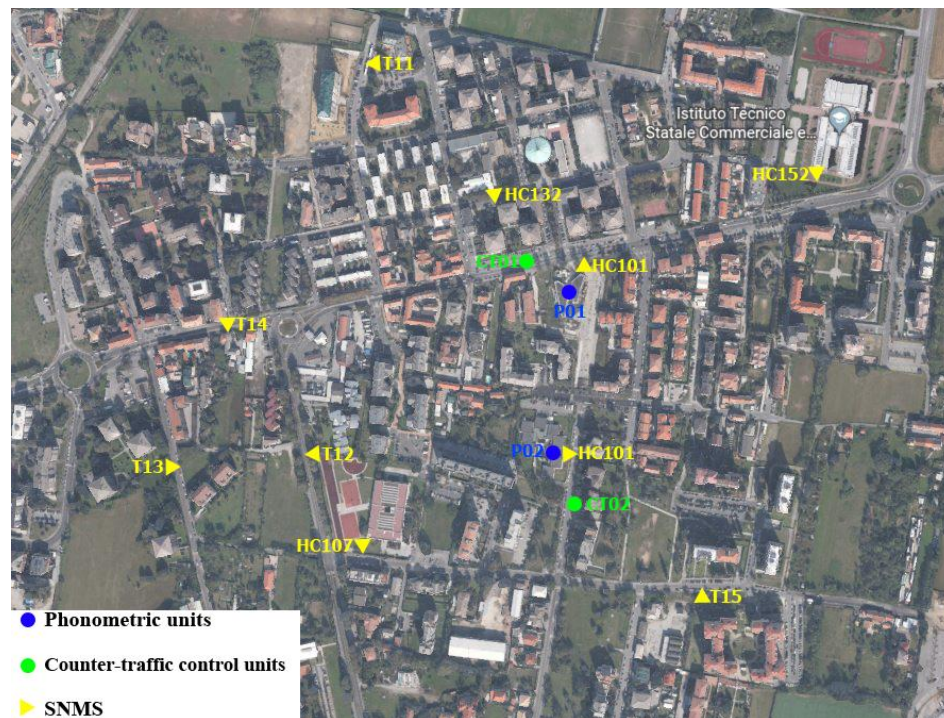 T11
Istituto Tecnico
Statale Commerciale e...
HC152
HC132
CT01
HC101
P01
T14
P02
HC101
T12
T13
CT02
HC107
T15
Phonometric units
Counter-traffic control units
SNMS